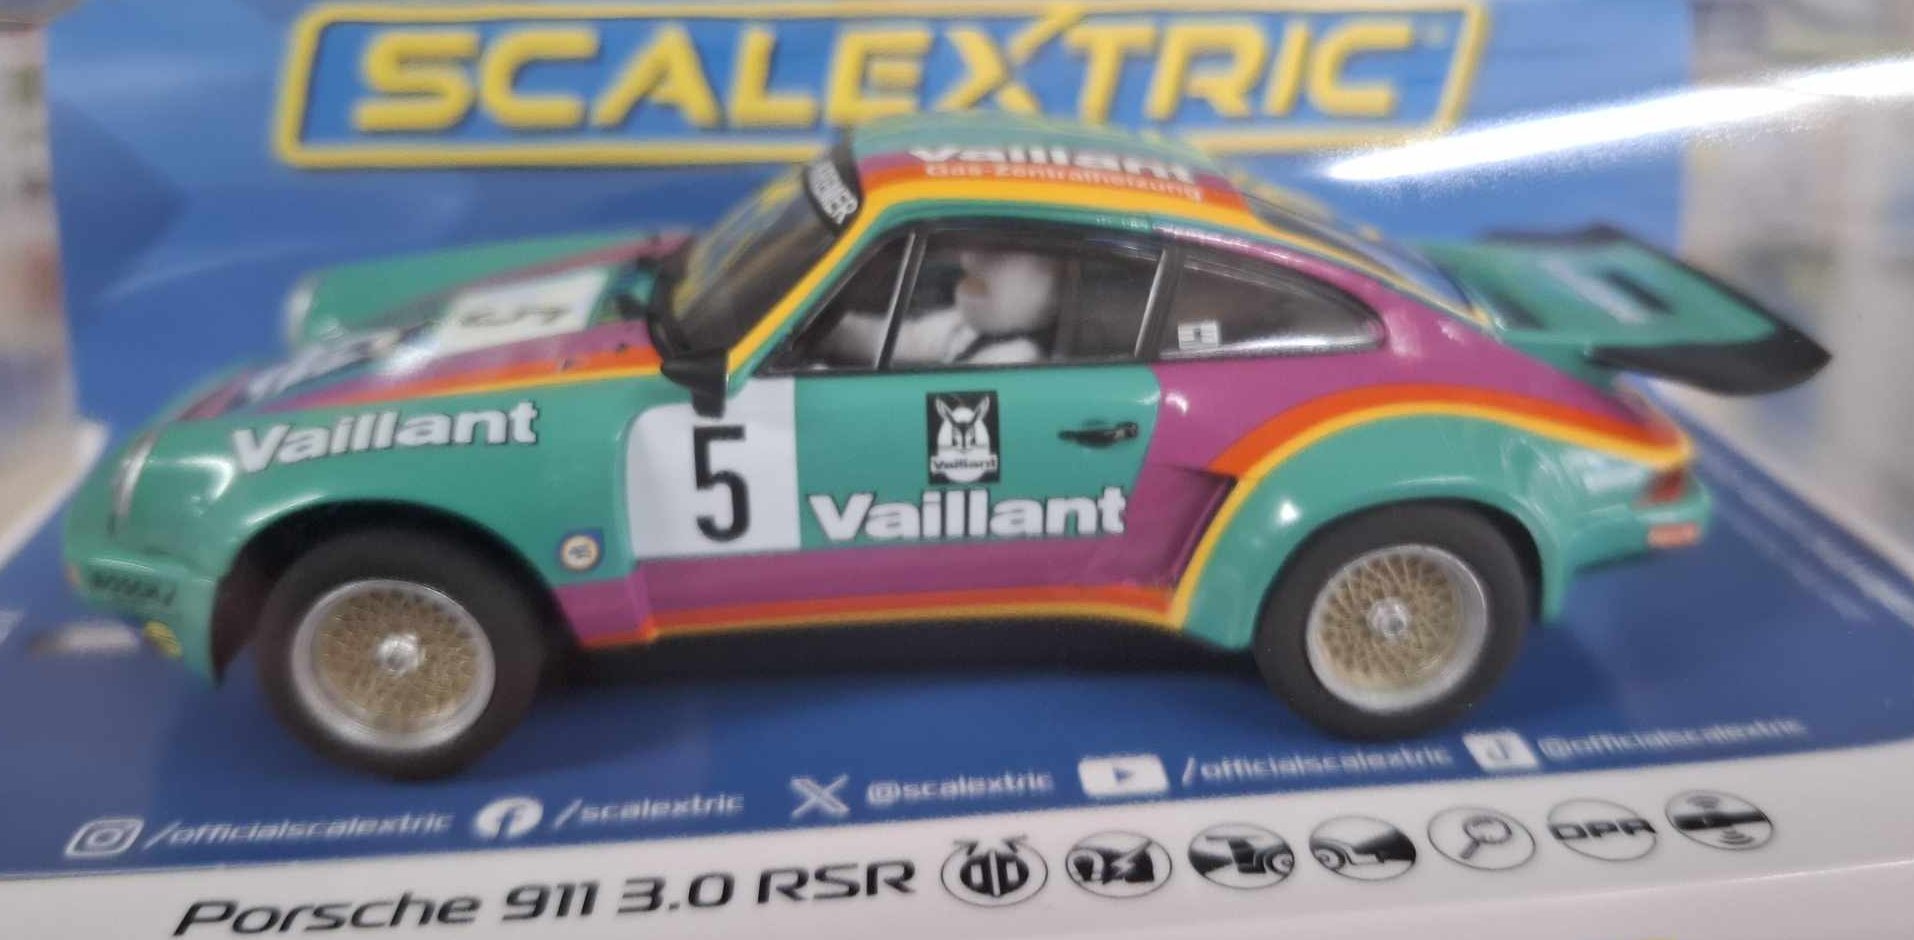 SCALEXTRIC
Vaillant
Gas-Zentralheizung
KREMER
Vaillant
5
Vaillant
Vaillant
/officialscalextric /scalextric @scalextric /officialscalextric @officialscalextric
Porsche 911 3.0 RSR DPR